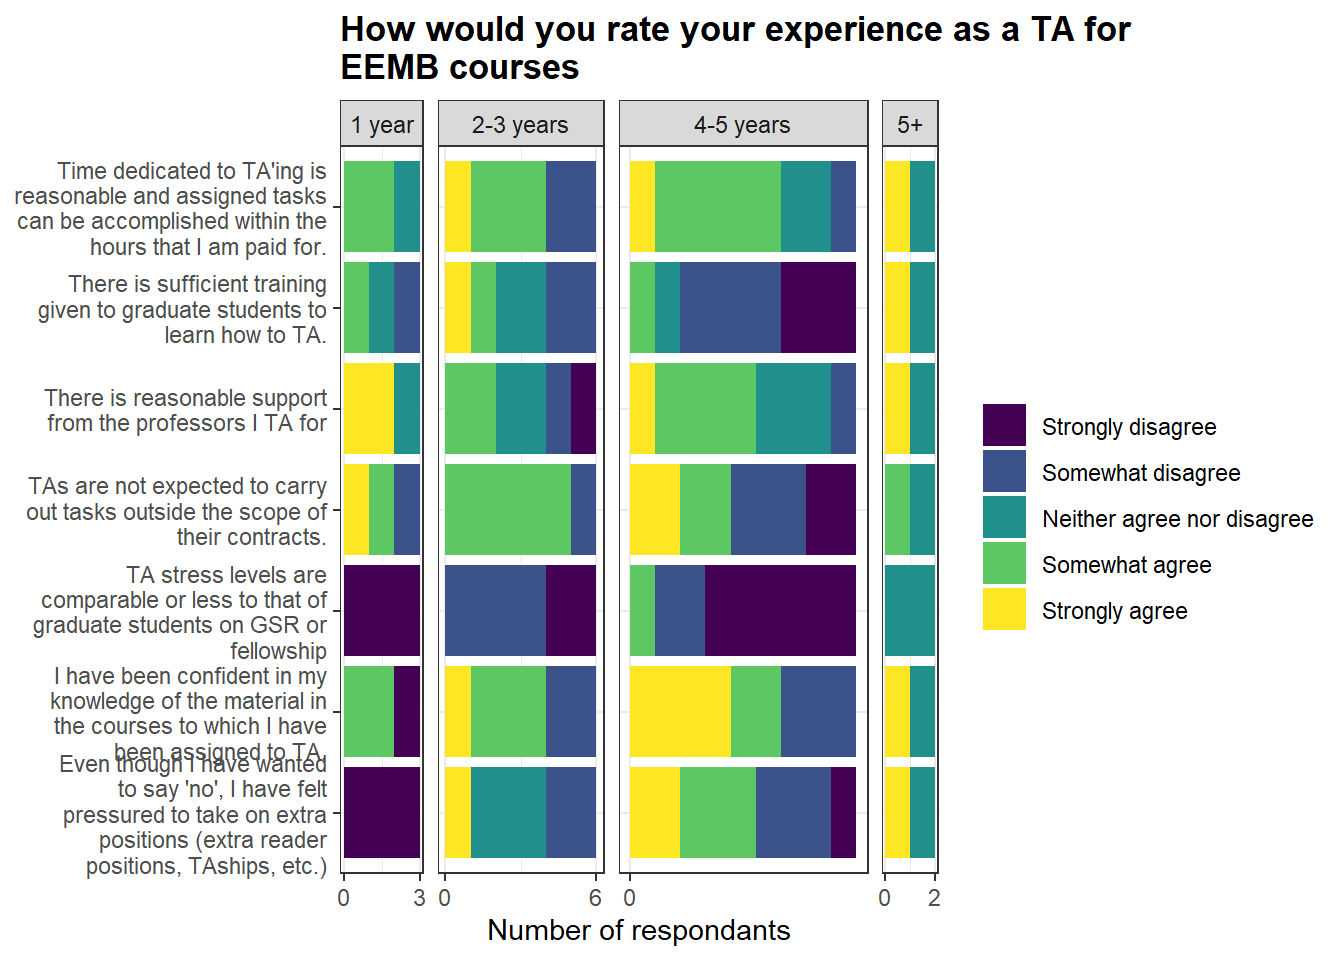 How would you rate your experience as a TA for
EEMB courses
1 year
2-3 years
4-5 years
5+
Time dedicated to TA'ing is
reasonable and assigned tasks
can be accomplished within the
hours that I am paid for.
There is sufficient training
given to graduate students to
learn how to TA.
There is reasonable support
from the professors I TA for
TAs are not expected to carry
out tasks outside the scope of
their contracts.
TA stress levels are
comparable or less to that of
graduate students on GSR or
fellowship
I have been confident in my
knowledge of the material in
the courses to which I have
been assigned to TA.
Even though I have wanted
to say 'no', I have felt
pressured to take on extra
positions (extra reader
positions, TAships, etc.)
0 3 0 6 0 0 2
Number of respondants
Strongly disagree
Somewhat disagree
Neither agree nor disagree
Somewhat agree
Strongly agree